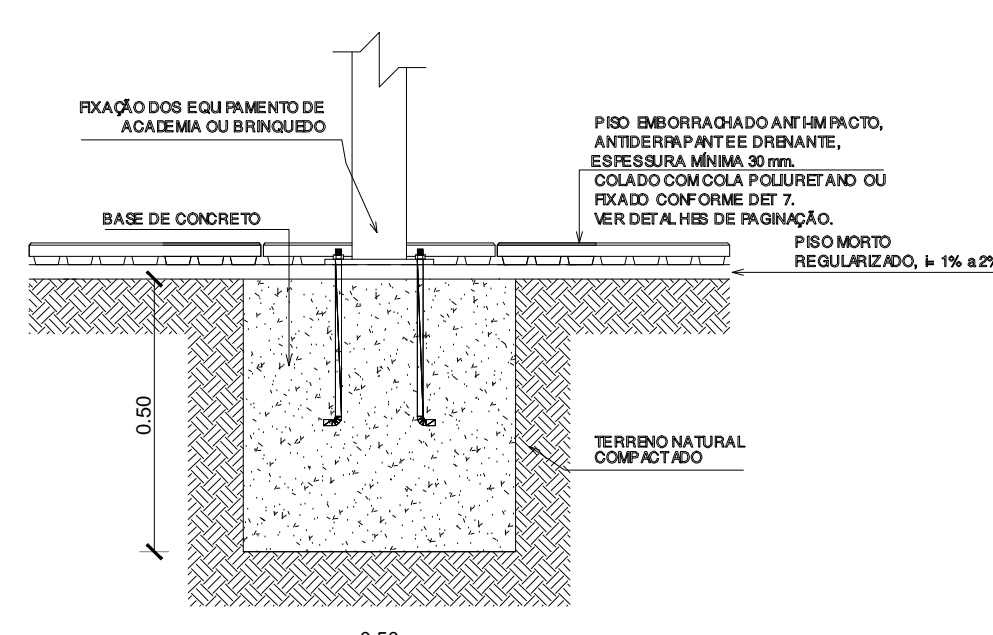 FIXAÇÃO DOS EQUIPAMENTO DE
ACADEMIA OU BRINQUEDO
PISO EMBORRACHADO ANTI-IMPACTO,
ANTIDERRAPANTE E DRENANTE,
ESPESSURA MÍNIMA 30 mm.
COLADO COM COLA POLIURETANO OU
FIXADO CONFORME DET 7.
VER DETALHES DE PAGINAÇÃO.
BASE DE CONCRETO
PISO MORTO
REGULARIZADO, i= 1% a 2%
0.50
TERRENO NATURAL
COMPACTADO